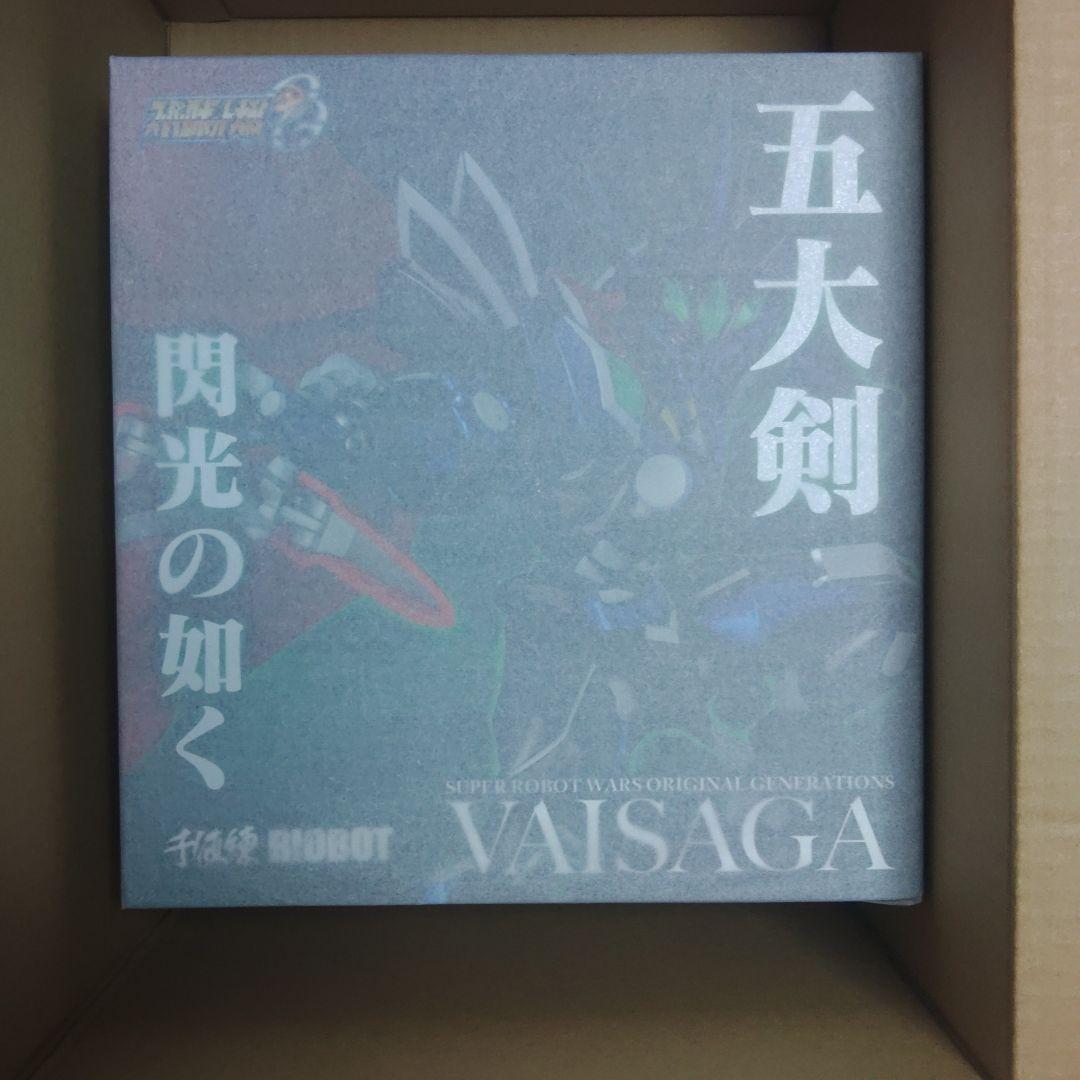 五大剣
閃光の如く
SUPER ROBOT WARS ORIGINAL GENERATIONS
VAISAGA
千値練 RIOBOT